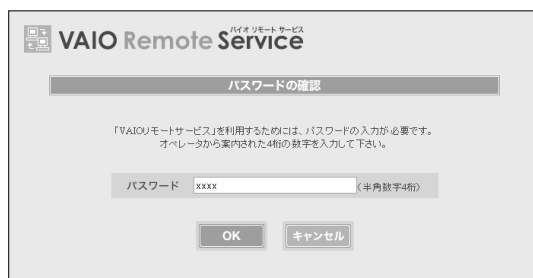 バイオ リモート サービス
VAIO Remote Service
パスワードの確認
「VAIOリモートサービス」を利用するためには、パスワードの入力が必要です。
オペレータから案内された4桁の数字を入力して下さい。
パスワード xxxx (半角数字4桁)
OK キャンセル